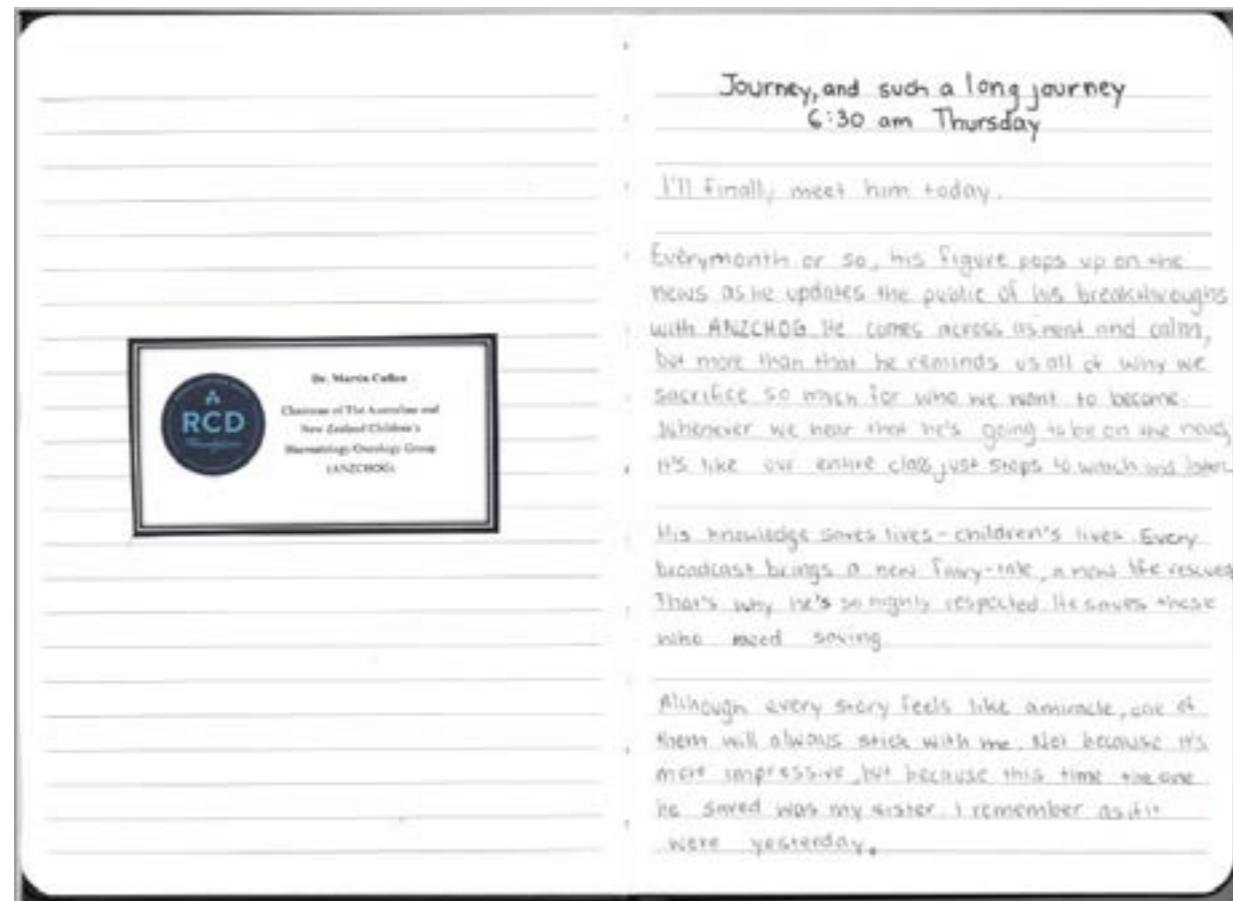 RCD
Dr. Martin Cullen
Chairman of The Australian and
New Zealand Children's
Haematology Oncology Group
(ANZCHOG)
Journey, and such a long journey
6:30 am Thursday
I'll finally meet him today.
Everymonth or so, his figure pops up on the
news as he updates the public of his breakthroughs
with ANZCHOG. He comes across as neat and calm,
but more than that he reminds us all of why we
sacrifice so much for who we want to become.
Whenever we hear that he's going to be on the news,
it's like our entire class just stops to watch and listen.
His knowledge saves lives - children's lives. Every
broadcast brings a new fairy-tale, a new life rescued
That's why he's so highly respected. He saves those
who need saving.
Although every story feels like a miracle, one of
them will always stick with me. Not because it's
more impressive, but because this time the one
he saved was my sister. I remember as if it
were yesterday.